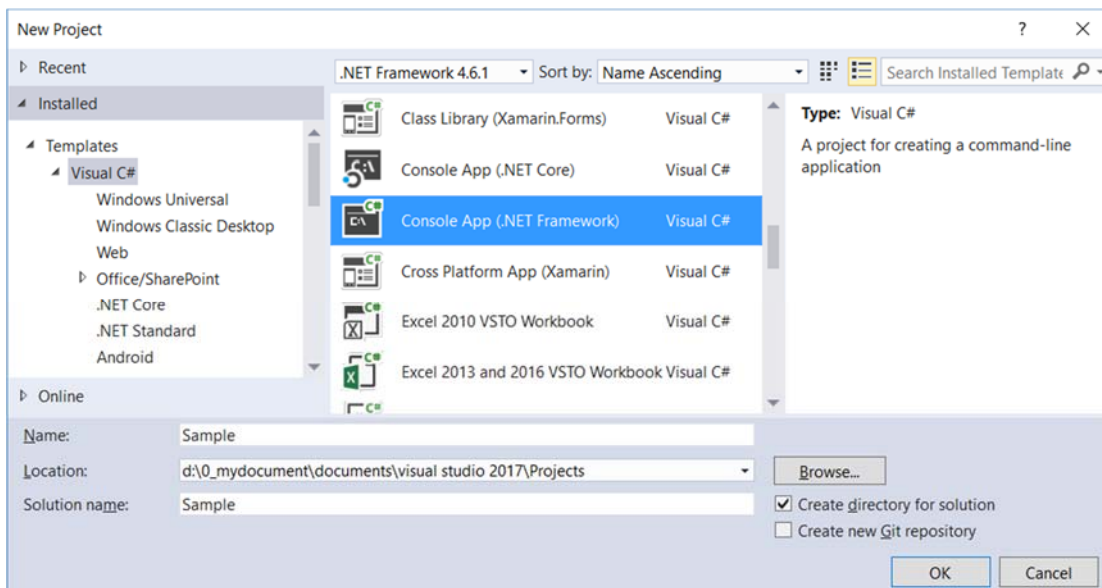 New Project
?
Recent
Installed
Templates
Visual C#
Windows Universal
Windows Classic Desktop
Web
Office/SharePoint
.NET Core
.NET Standard
Android
Online
.NET Framework 4.6.1 Sort by: Name Ascending Search Installed Template
Class Library (Xamarin.Forms) Visual C#
Console App (.NET Core) Visual C#
Console App (.NET Framework) Visual C#
Cross Platform App (Xamarin) Visual C#
Excel 2010 VSTO Workbook Visual C#
Excel 2013 and 2016 VSTO Workbook Visual C#
Type: Visual C#
A project for creating a command-line
application
Name: Sample
Location: d:\0_mydocument\documents\visual studio 2017\Projects Browse...
Solution name: Sample
Create directory for solution
Create new Git repository
OK Cancel